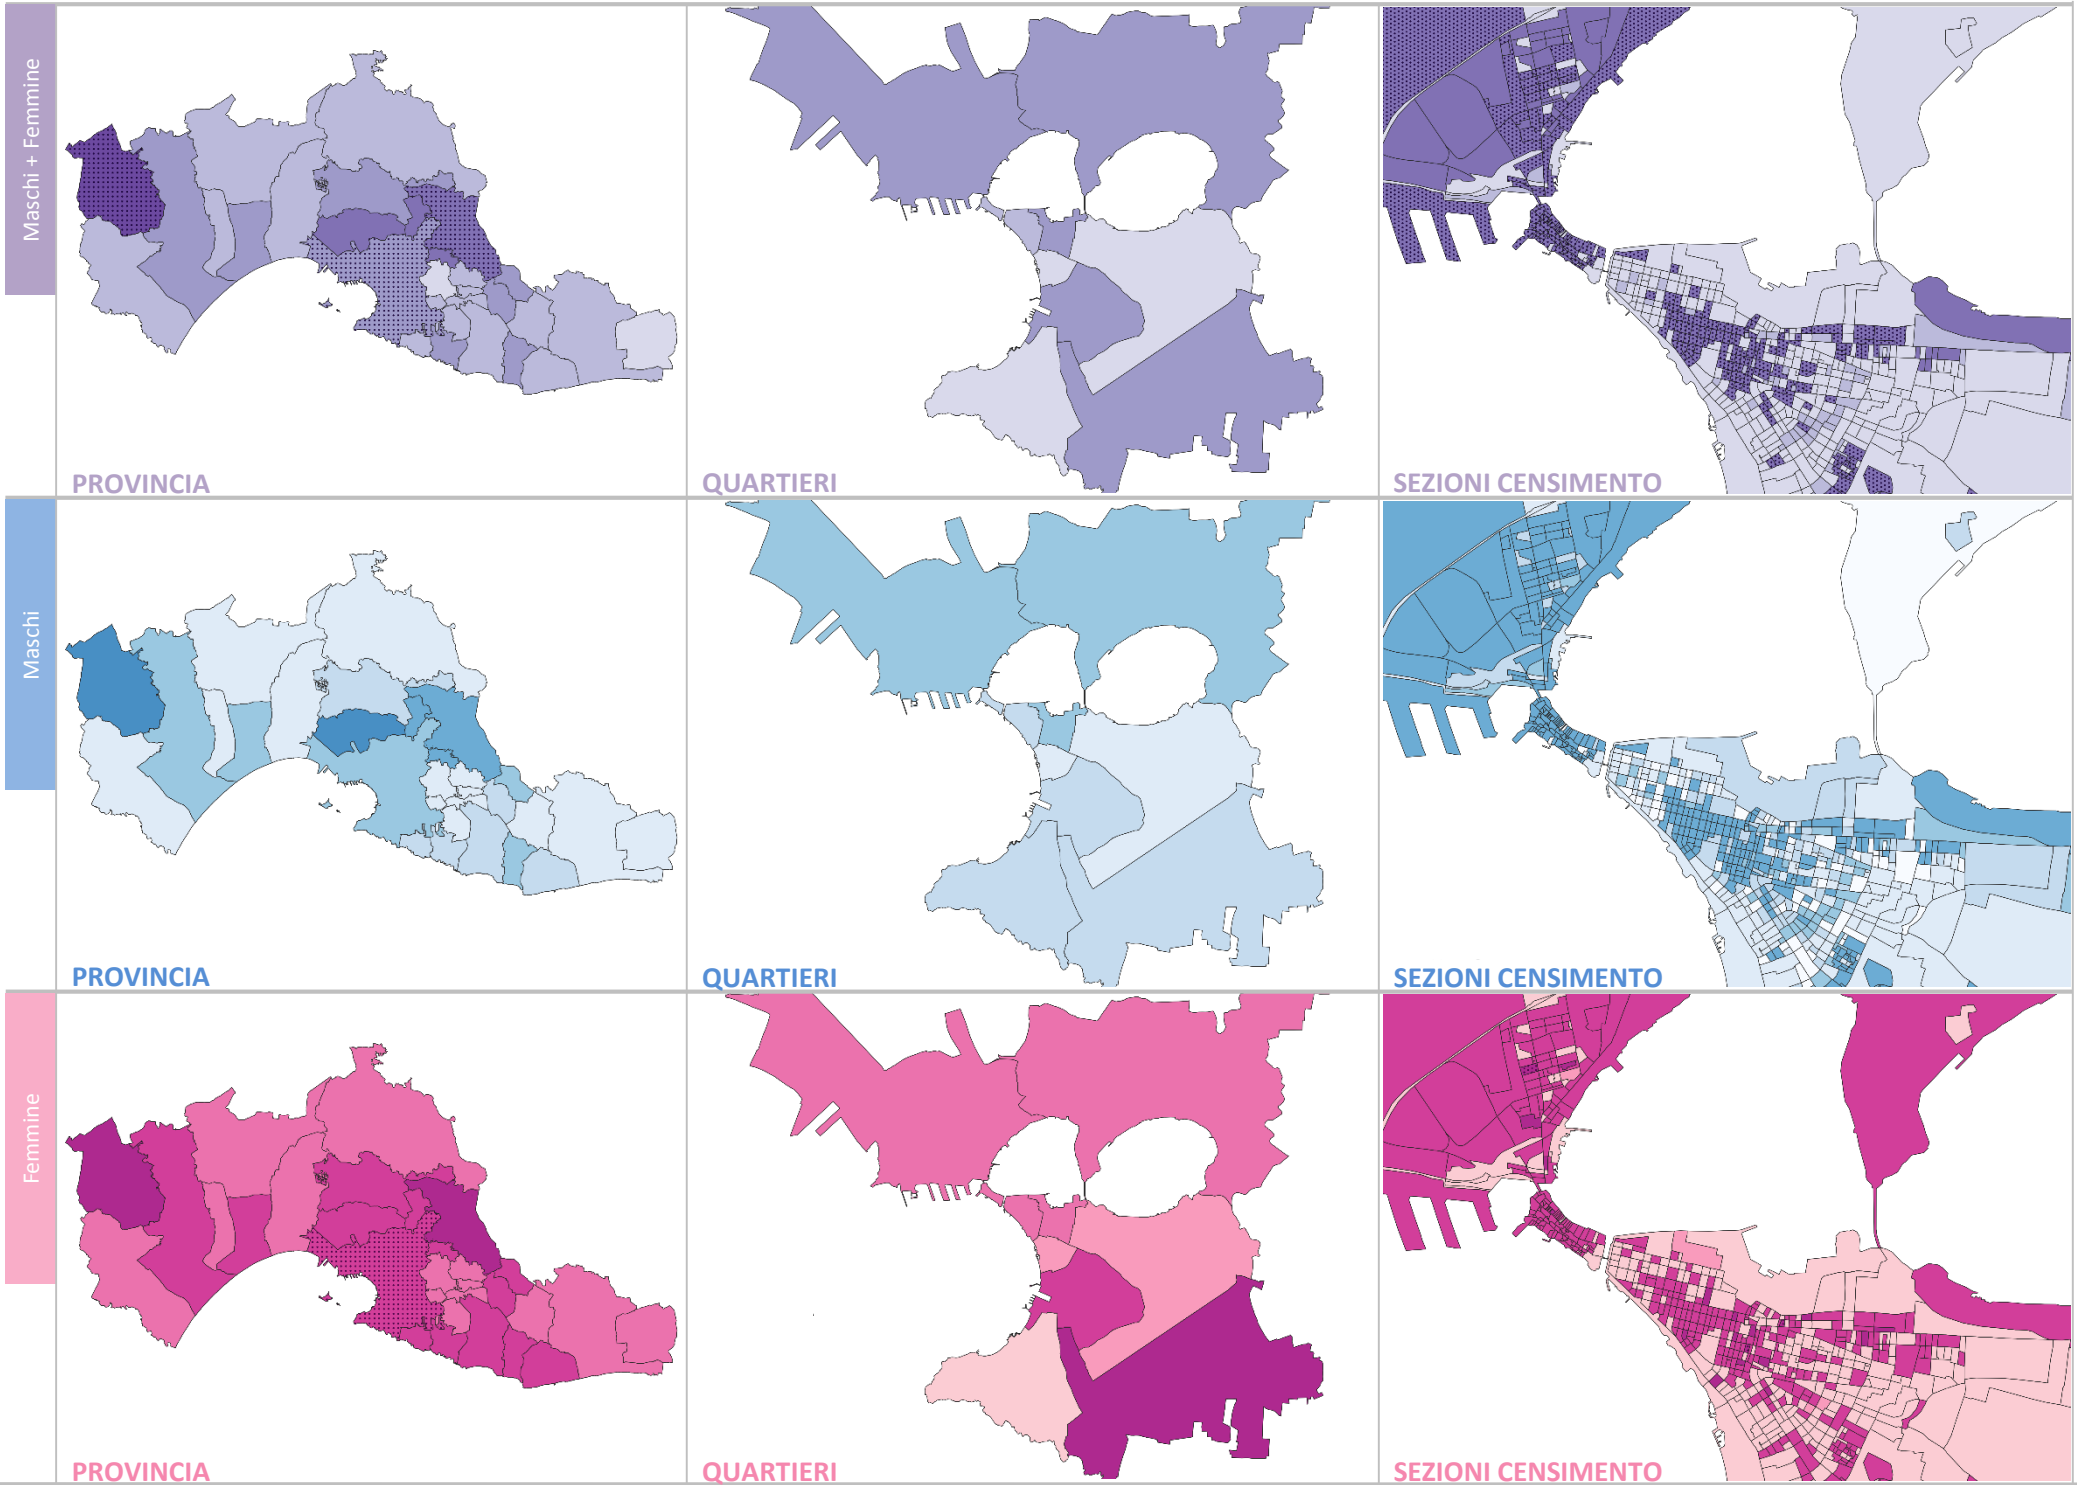 Maschi + Femmine
PROVINCIA
QUARTIERI
SEZIONI CENSIMENTO
Maschi
PROVINCIA
QUARTIERI
SEZIONI CENSIMENTO
Femmine
PROVINCIA
QUARTIERI
SEZIONI CENSIMENTO